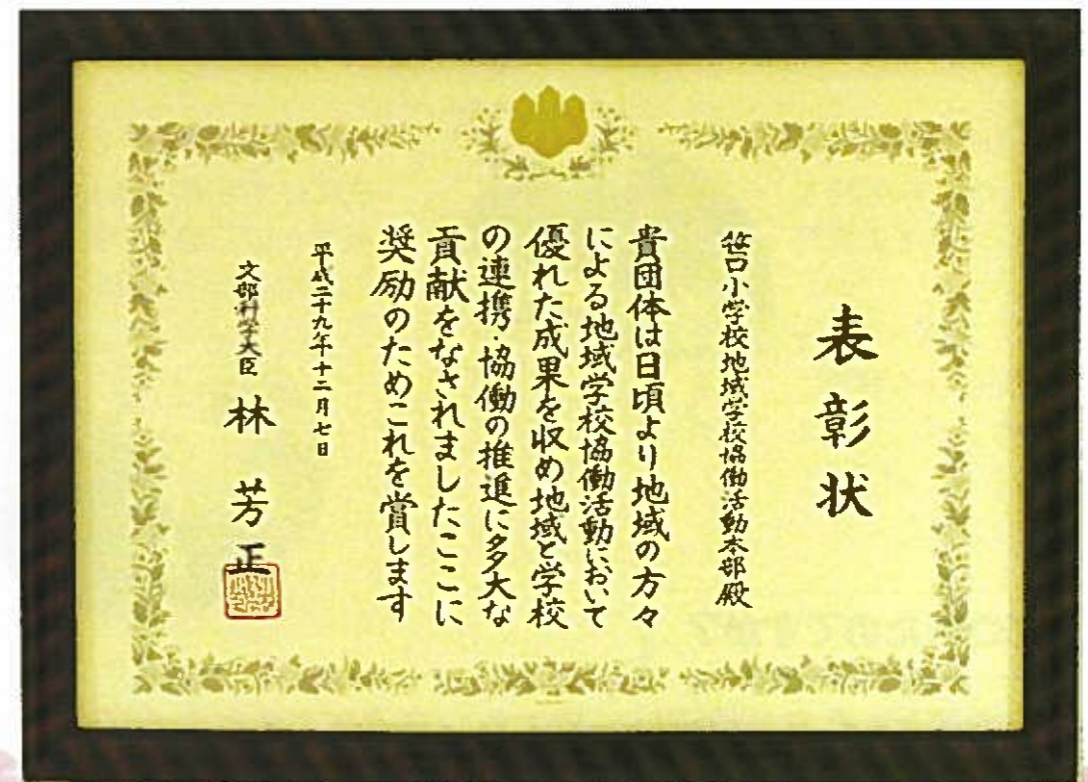 表彰状
笹口小学校地域学校協働活動本部殿
貴団体は日頃より地域の方々
による地域学校協働活動において
優れた成果を収め地域と学校
の連携・協働の推進に多大な
貢献をなされましたここに
奨励のためこれを賞します
平成二十九年十二月七日
文部科学大臣 林芳正